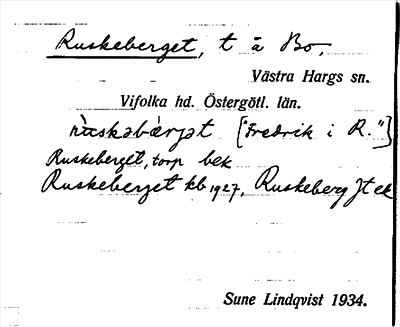 Ruskeberget, t å Bo,
Västra Hargs sn.
Vifolka hd. Östergötl. län.
["Fredrik i R."]
Ruskeberget, torp bek
Ruskeberget kb 1927, Ruskeberg Jt ek
Sune Lindqvist 1934.